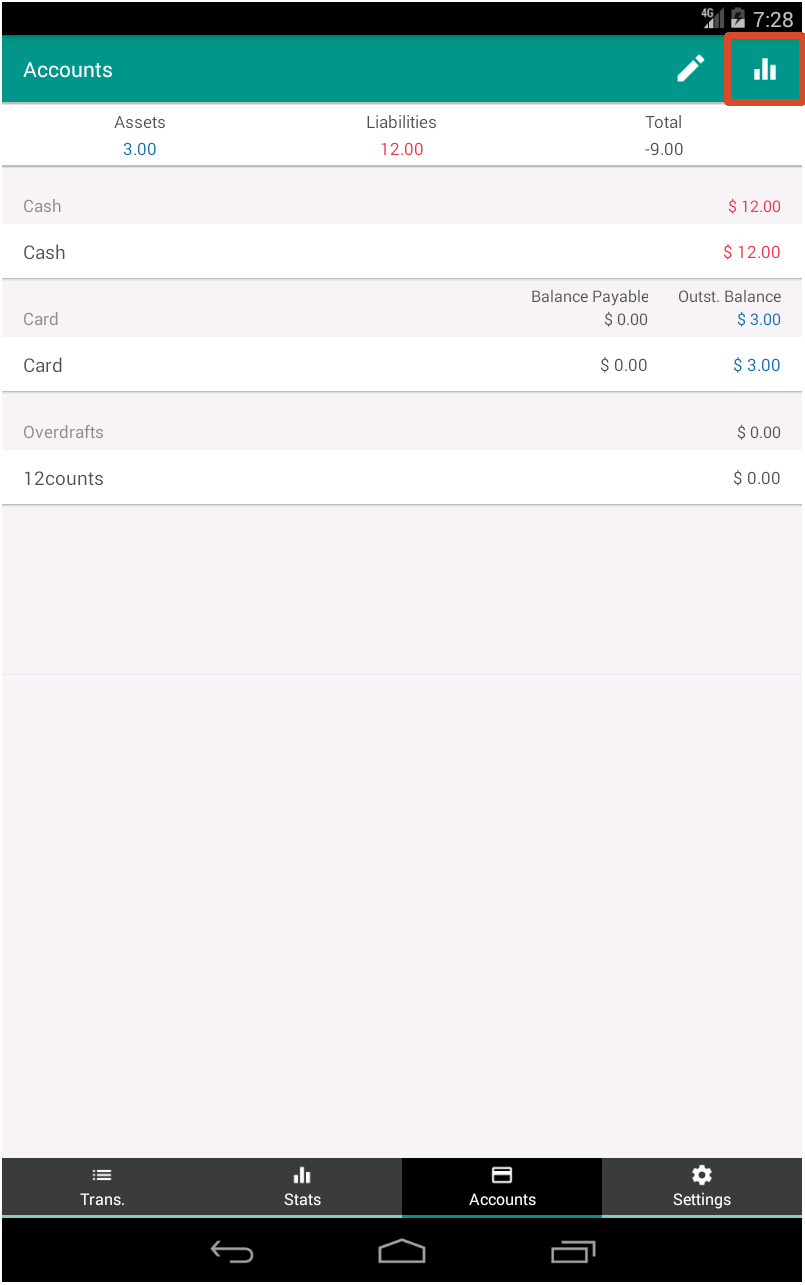 4G 7:28
Accounts
Assets Liabilities Total
3.00 12.00 -9.00
Cash $ 12.00
Cash $ 12.00
Balance Payable Outst. Balance
Card $ 0.00 $ 3.00
Card $ 0.00 $ 3.00
Overdrafts $ 0.00
12counts $ 0.00
Trans. Stats Accounts Settings